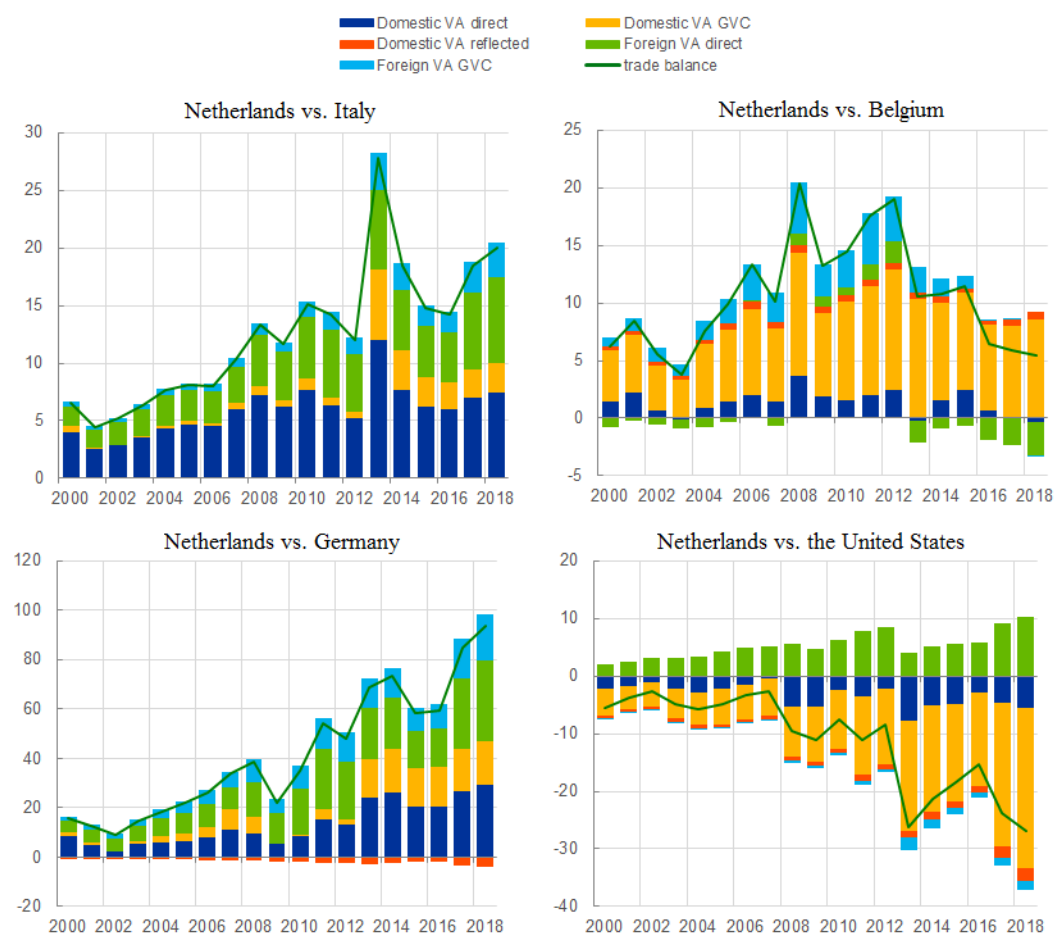 Domestic VA direct Domestic VA GVC
Domestic VA reflected Foreign VA direct
Foreign VA GVC trade balance
Netherlands vs. Italy
30
25
20
15
10
5
0
2000 2002 2004 2006 2008 2010 2012 2014 2016 2018
Netherlands vs. Belgium
25
20
15
10
5
0
-5
2000 2002 2004 2006 2008 2010 2012 2014 2016 2018
Netherlands vs. Germany
120
100
80
60
40
20
0
-20
2000 2002 2004 2006 2008 2010 2012 2014 2016 2018
Netherlands vs. the United States
20
10
0
-10
-20
-30
-40
2000 2002 2004 2006 2008 2010 2012 2014 2016 2018